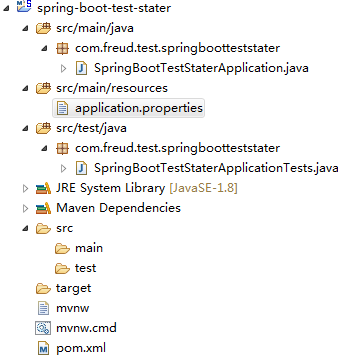 spring-boot-test-stater
src/main/java
com.freud.test.springbootteststater
SpringBootTestStaterApplication.java
src/main/resources
application.properties
src/test/java
com.freud.test.springbootteststater
SpringBootTestStaterApplicationTests.java
JRE System Library [JavaSE-1.8]
Maven Dependencies
src
main
test
target
mvnw
mvnw.cmd
pom.xml